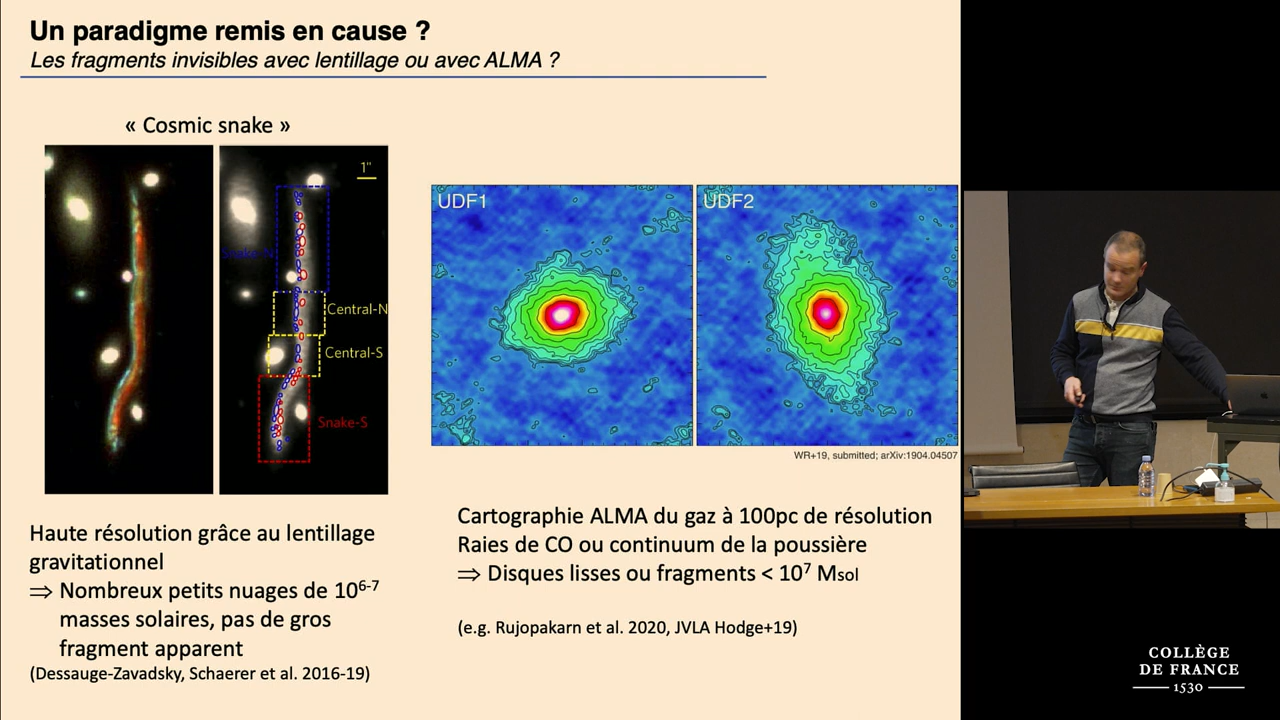 Un paradigme remis en cause ?
Les fragments invisibles avec lentillage ou avec ALMA ?
« Cosmic snake »
1"
Snake-N
Central-N
Central-S
Snake-S
UDF1
UDF2
WR+19, submitted; arXiv:1904.04507
Haute résolution grâce au lentillage
gravitationnel
⇒ Nombreux petits nuages de 10⁶⁻⁷
masses solaires, pas de gros
fragment apparent
(Dessauge-Zavadsky, Schaerer et al. 2016-19)
Cartographie ALMA du gaz à 100pc de résolution
Raies de CO ou continuum de la poussière
⇒ Disques lisses ou fragments < 10⁷ Msol
(e.g. Rujopakarn et al. 2020, JVLA Hodge+19)
COLLÈGE
DE FRANCE
1530